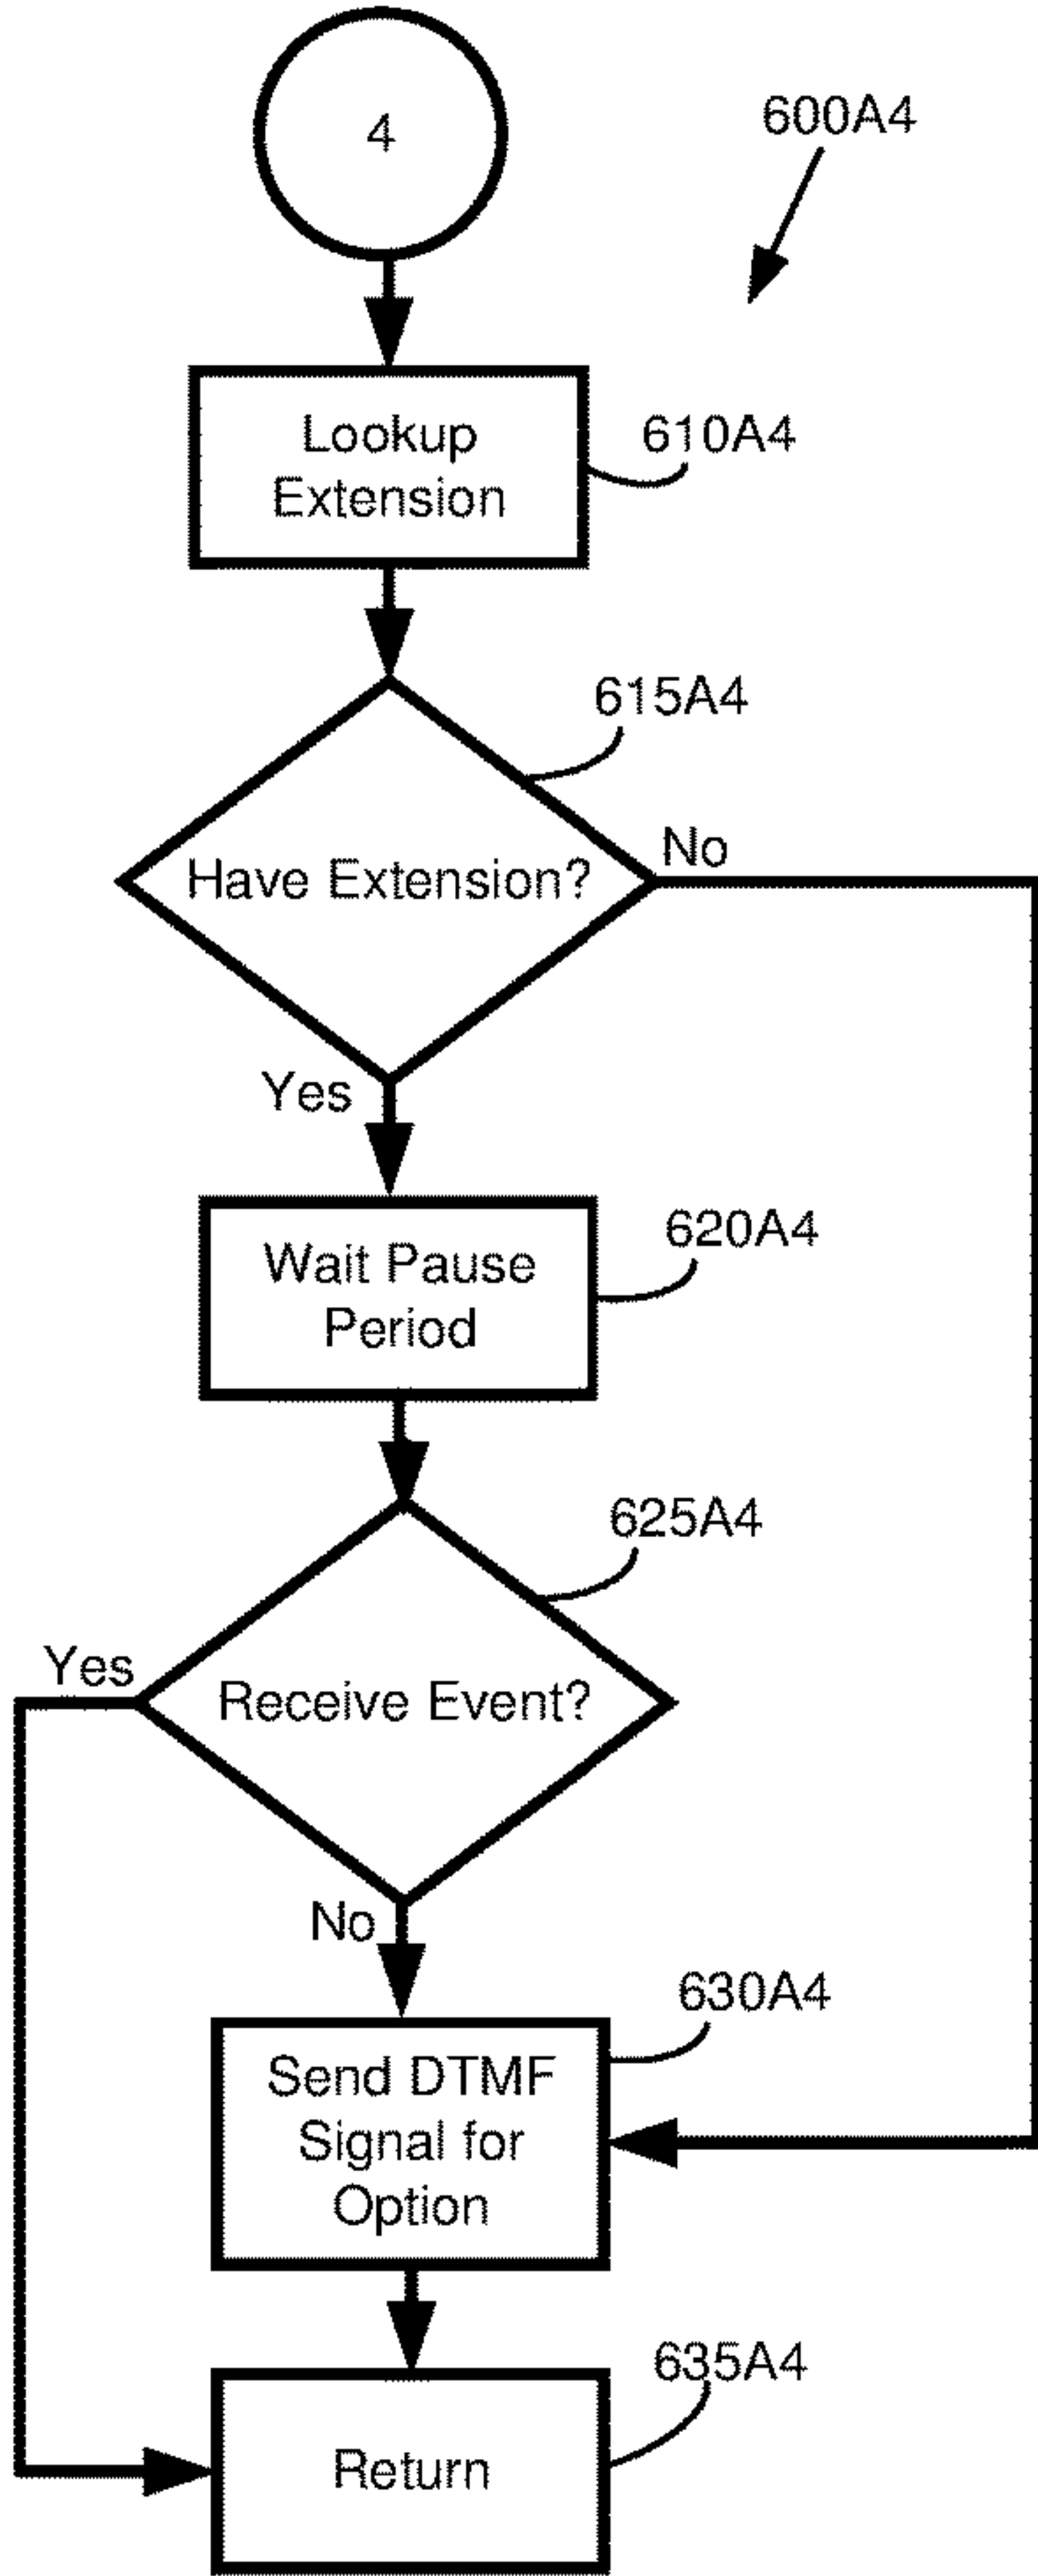 4
600A4
Lookup
Extension
610A4
615A4
Have Extension?
No
Yes
Wait Pause
Period
620A4
625A4
Yes
Receive Event?
No
630A4
Send DTMF
Signal for
Option
635A4
Return